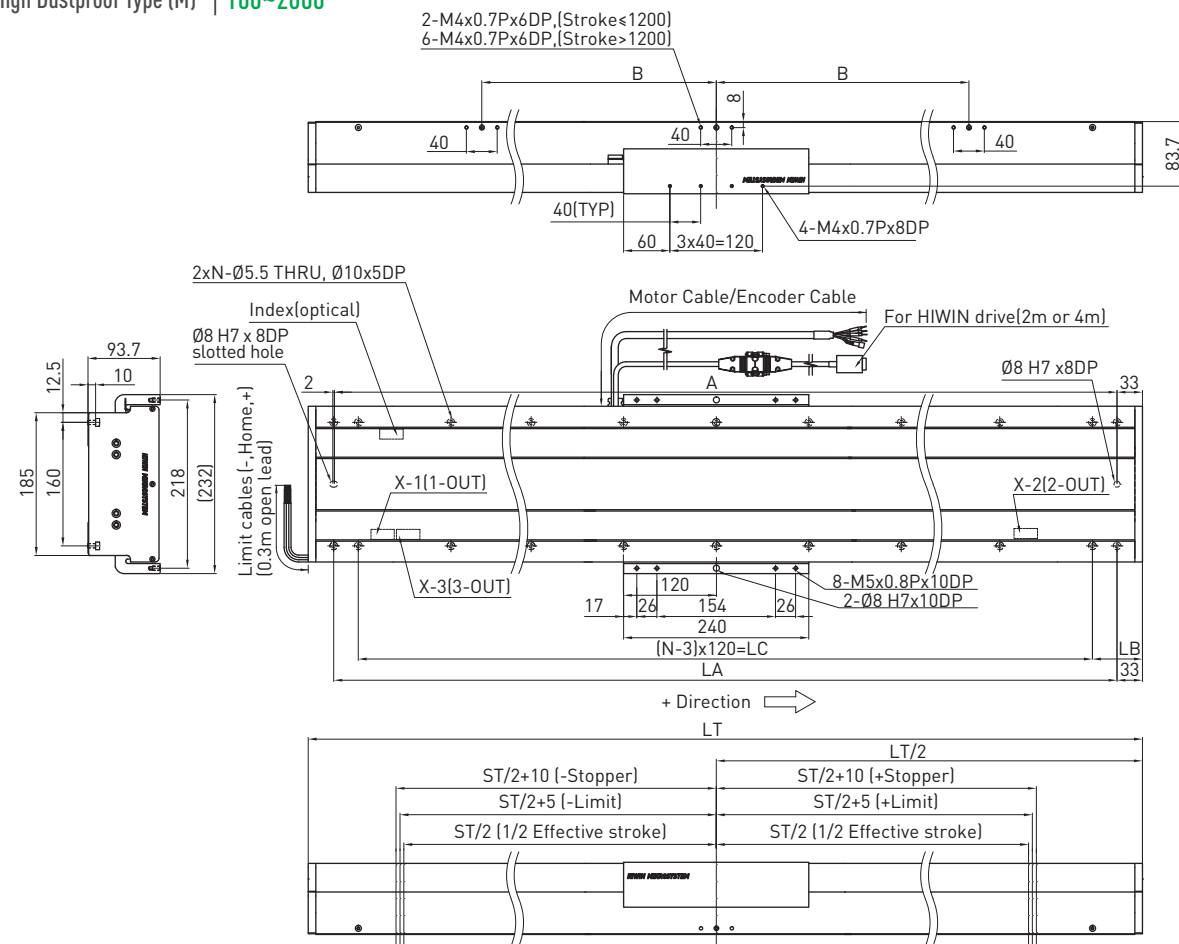 High Dustproof Type (M) | 100~2000
2-M4x0.7Px6DP,(Stroke≤1200)
6-M4x0.7Px6DP,(Stroke>1200)
B
B
8
40
40
40
83.7
HIWIN MIKROSYSTEM
40(TYP)
60
3x40=120
4-M4x0.7Px8DP
2xN-Ø5.5 THRU, Ø10x5DP
Motor Cable/Encoder Cable
Index(optical)
For HIWIN drive(2m or 4m)
Ø8 H7 x 8DP
slotted hole
93.7
12.5
10
2
A
Ø8 H7 x8DP
33
185
160
HIWIN MIKROSYSTEM
218
(232)
Limit cables (-,Home,+)
(0.3m open lead)
X-1(1-OUT)
X-2(2-OUT)
X-3(3-OUT)
120
8-M5x0.8Px10DP
17
26
154
26
2-Ø8 H7x10DP
240
(N-3)x120=LC
LB
LA
33
+ Direction
LT
LT/2
ST/2+10 (-Stopper)
ST/2+10 (+Stopper)
ST/2+5 (-Limit)
ST/2+5 (+Limit)
ST/2 (1/2 Effective stroke)
ST/2 (1/2 Effective stroke)
HIWIN MIKROSYSTEM